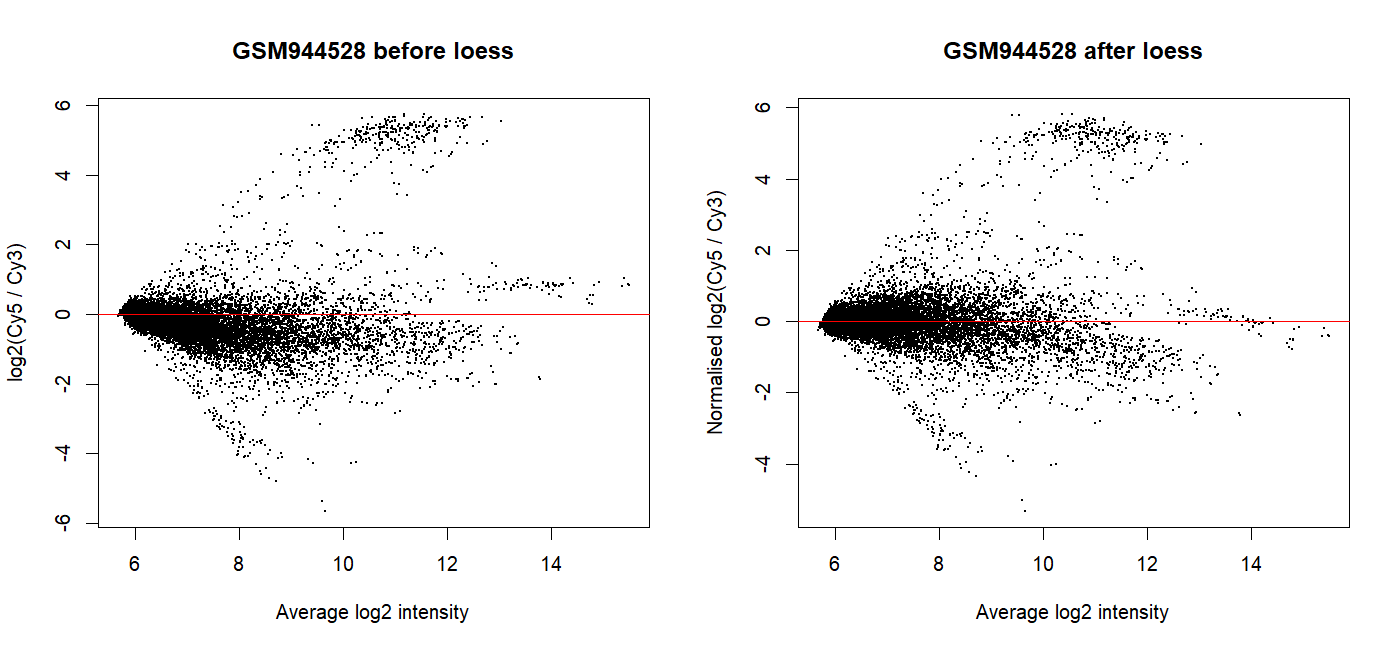 GSM944528 before loess
log2(Cy5 / Cy3)
6
4
2
0
-2
-4
-6
6 8 10 12 14
Average log2 intensity
GSM944528 after loess
Normalised log2(Cy5 / Cy3)
6
4
2
0
-2
-4
6 8 10 12 14
Average log2 intensity